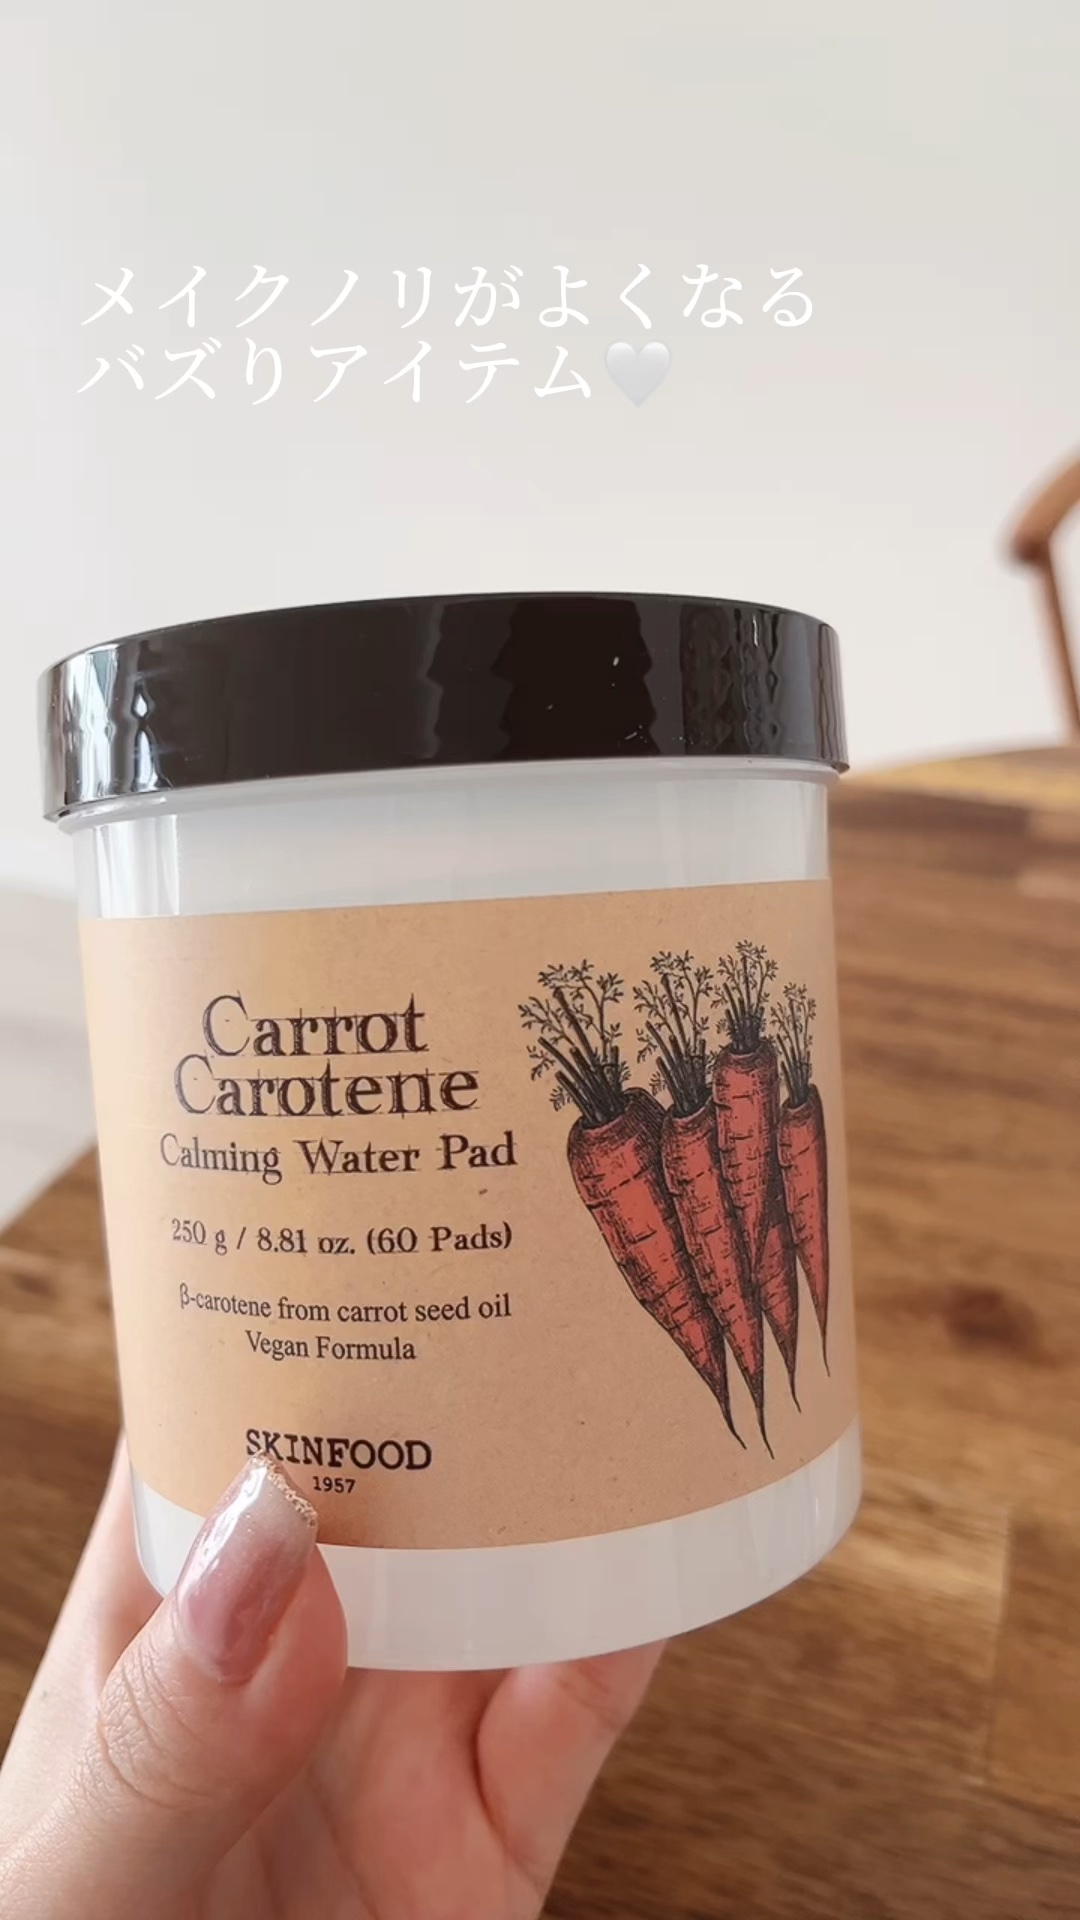 メイクノリがよくなる
バズりアイテム🤍
Carrot
Carotene
Calming Water Pad
250 g / 8.81 oz. (60 Pads)
β-carotene from carrot seed oil
Vegan Formula
SKINFOOD
1957